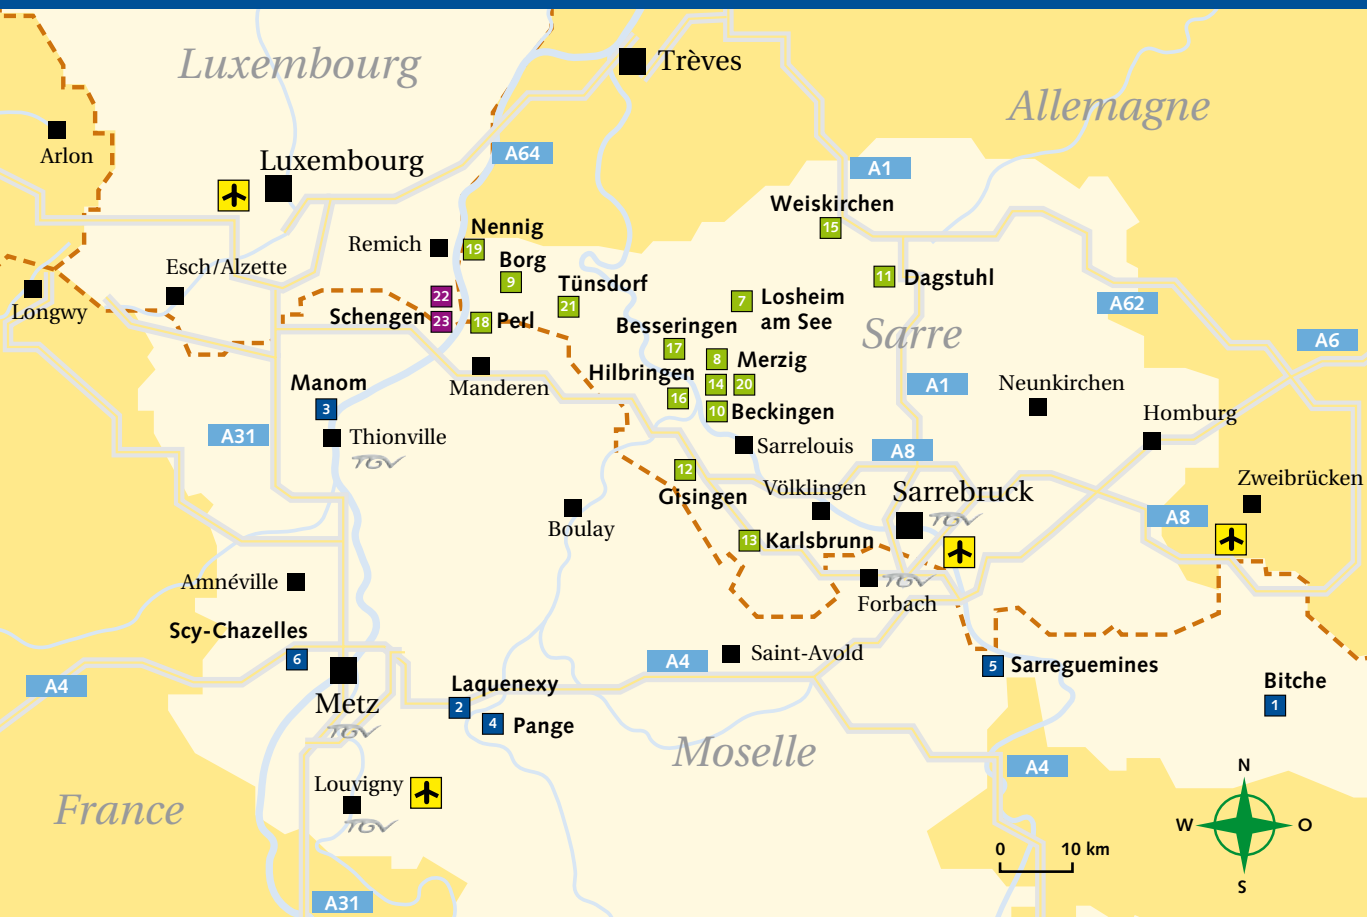 Luxembourg
Trèves
Allemagne
Arlon
Luxembourg
A64
A1
Weiskirchen
15
Nennig
19
Remich
Borg
9
Esch/Alzette
Tünsdorf
21
11 Dagstuhl
Longwy
22
Schengen 23
18 Perl
7 Losheim
am See
A62
Besseringen
17
Sarre
A6
8 Merzig
14 20
Hilbringen
16
Manderen
Manom
3
A1
Neunkirchen
10 Beckingen
Homburg
A31
Thionville
TGV
Sarrelouis
A8
12
Gisingen
Völklingen
Sarrebruck
TGV
Zweibrücken
A8
Boulay
13 Karlsbrunn
Amnéville
TGV
Forbach
Scy-Chazelles
6
A4
Saint-Avold
5 Sarreguemines
A4
Metz
TGV
Laquenexy
2
4 Pange
Bitche
1
Moselle
A4
Louvigny
TGV
France
N
W
O
S
0 10 km
A31